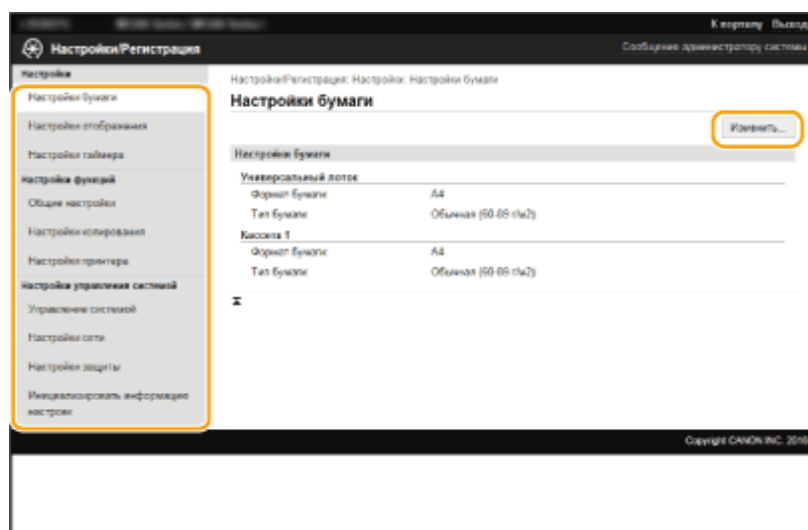 К порталу Выход
Настройки/Регистрация
Сообщение администратору системы
Настройки
Настройки бумаги
Настройки отображения
Настройки таймера
Настройки функций
Общие настройки
Настройки копирования
Настройки принтера
Настройки управления системой
Управление системой
Настройки сети
Настройки защиты
Инициализировать информацию
настроек
Настройки/Регистрация: Настройки: Настройки бумаги
Настройки бумаги
Изменить...
Настройки бумаги
Универсальный лоток
Формат бумаги: A4
Тип бумаги: Обычная (60-89 г/м2)
Кассета 1
Формат бумаги: A4
Тип бумаги: Обычная (60-89 г/м2)
Copyright CANON INC. 2016